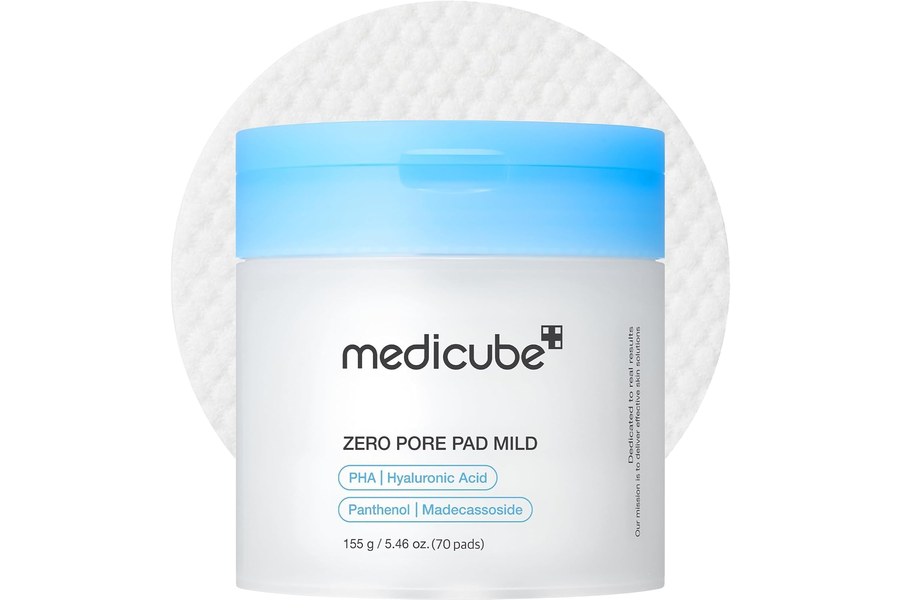 medicube
ZERO PORE PAD MILD
PHA | Hyaluronic Acid
Panthenol | Madecassoside
155 g / 5.46 oz. (70 pads)
Dedicated to real results
Our mission is to deliver effective skin solutions